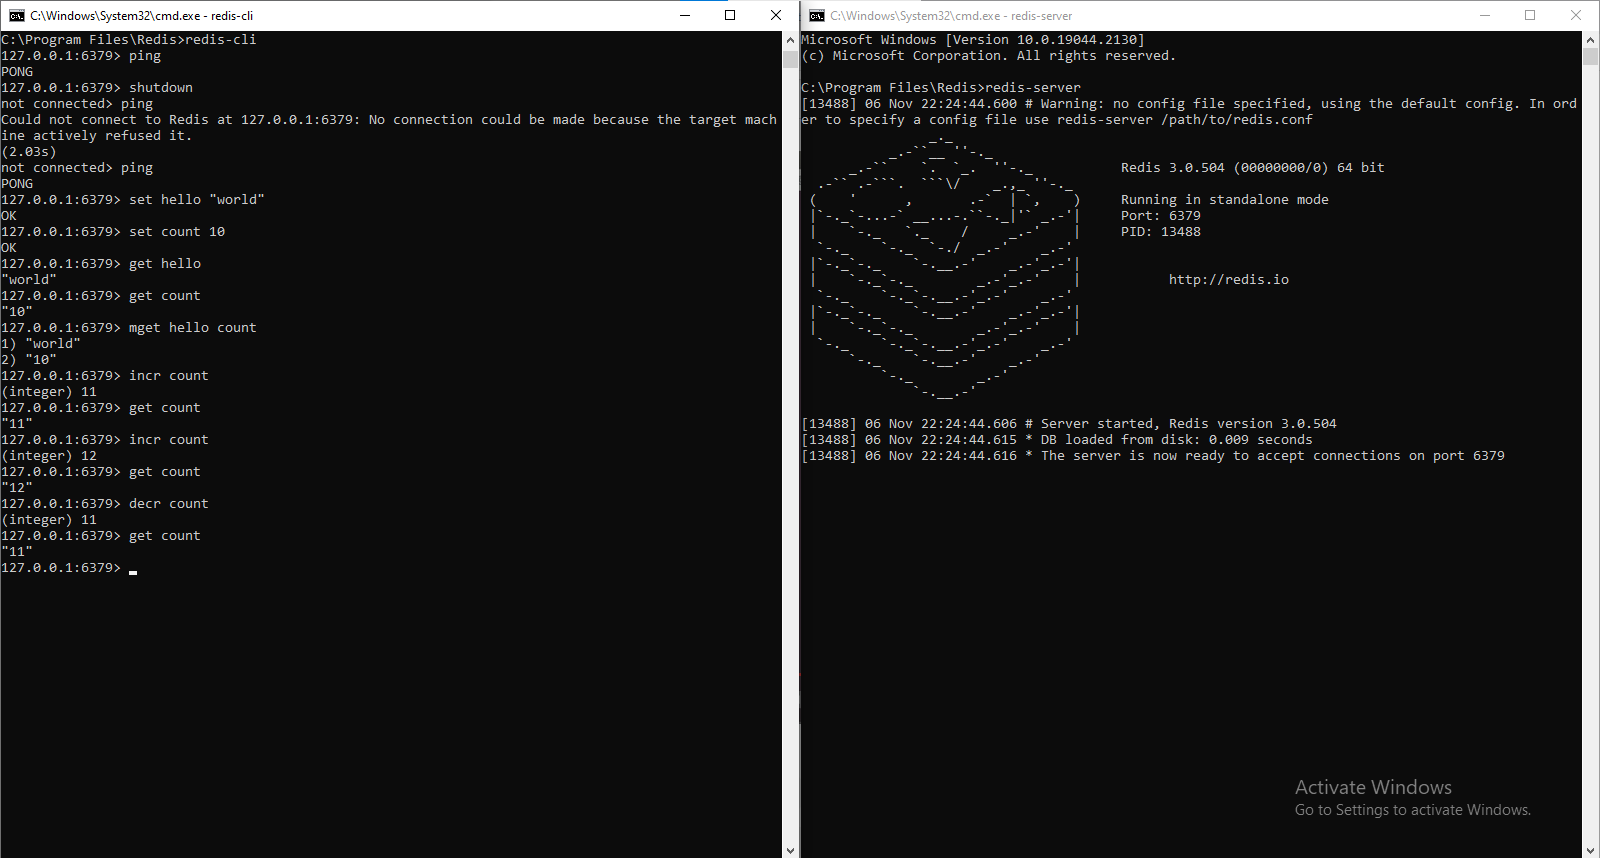 C:\Windows\System32\cmd.exe - redis-cli
C:\Program Files\Redis>redis-cli
127.0.0.1:6379> ping
PONG
127.0.0.1:6379> shutdown
not connected> ping
Could not connect to Redis at 127.0.0.1:6379: No connection could be made because the target mach
ine actively refused it.
(2.03s)
not connected> ping
PONG
127.0.0.1:6379> set hello "world"
OK
127.0.0.1:6379> set count 10
OK
127.0.0.1:6379> get hello
"world"
127.0.0.1:6379> get count
"10"
127.0.0.1:6379> mget hello count
1) "world"
2) "10"
127.0.0.1:6379> incr count
(integer) 11
127.0.0.1:6379> get count
"11"
127.0.0.1:6379> incr count
(integer) 12
127.0.0.1:6379> get count
"12"
127.0.0.1:6379> decr count
(integer) 11
127.0.0.1:6379> get count
"11"
127.0.0.1:6379>
C:\Windows\System32\cmd.exe - redis-server
Microsoft Windows [Version 10.0.19044.2130]
(c) Microsoft Corporation. All rights reserved.
C:\Program Files\Redis>redis-server
[13488] 06 Nov 22:24:44.600 # Warning: no config file specified, using the default config. In ord
er to specify a config file use redis-server /path/to/redis.conf
Redis 3.0.504 (00000000/0) 64 bit
Running in standalone mode
Port: 6379
PID: 13488
http://redis.io
[13488] 06 Nov 22:24:44.606 # Server started, Redis version 3.0.504
[13488] 06 Nov 22:24:44.615 * DB loaded from disk: 0.009 seconds
[13488] 06 Nov 22:24:44.616 * The server is now ready to accept connections on port 6379
Activate Windows
Go to Settings to activate Windows.